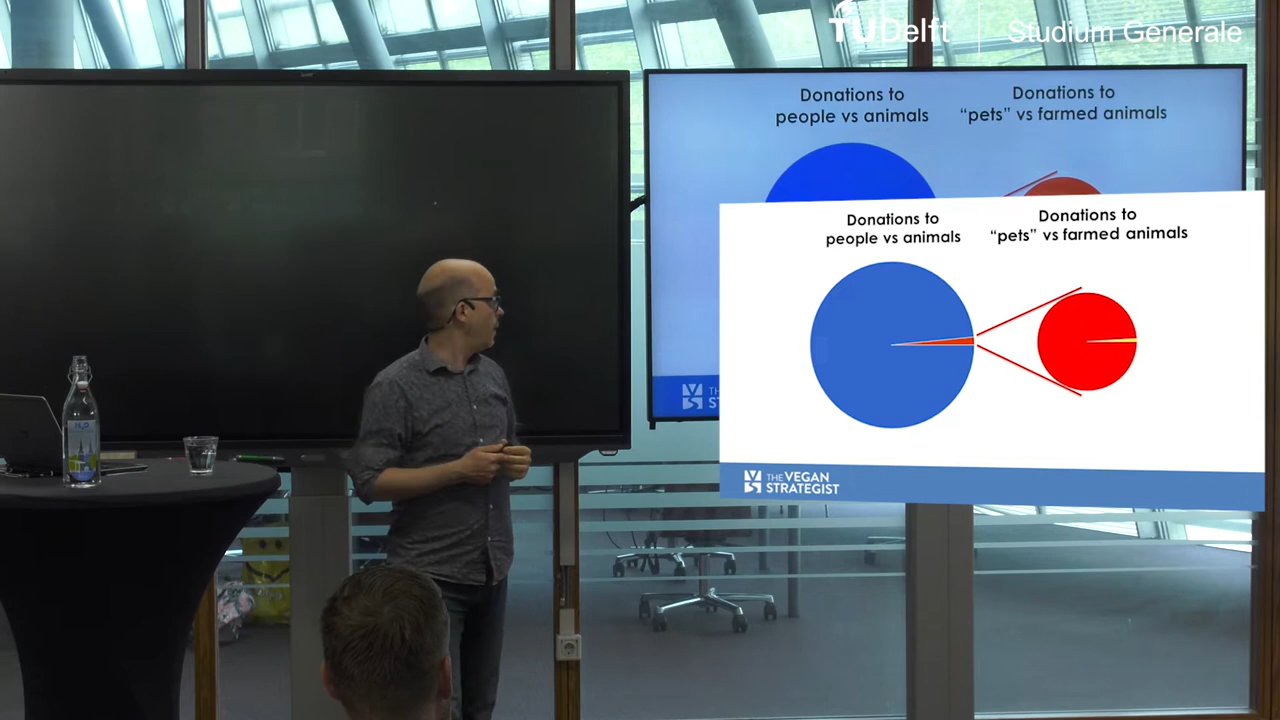 TUDelft
Studium Generale
Donations to
people vs animals
Donations to
"pets" vs farmed animals
Donations to
people vs animals
Donations to
“pets” vs farmed animals
THE VEGAN
STRATEGIST